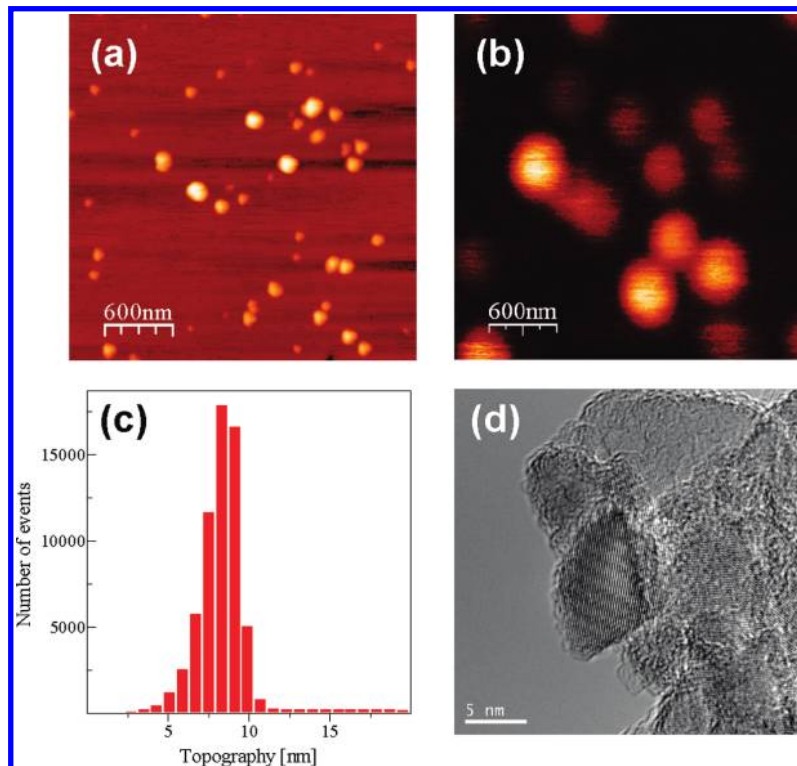 (a)
600nm
(b)
600nm
(c)
Number of events
15000
10000
5000
5 10 15
Topography [nm]
(d)
5 nm